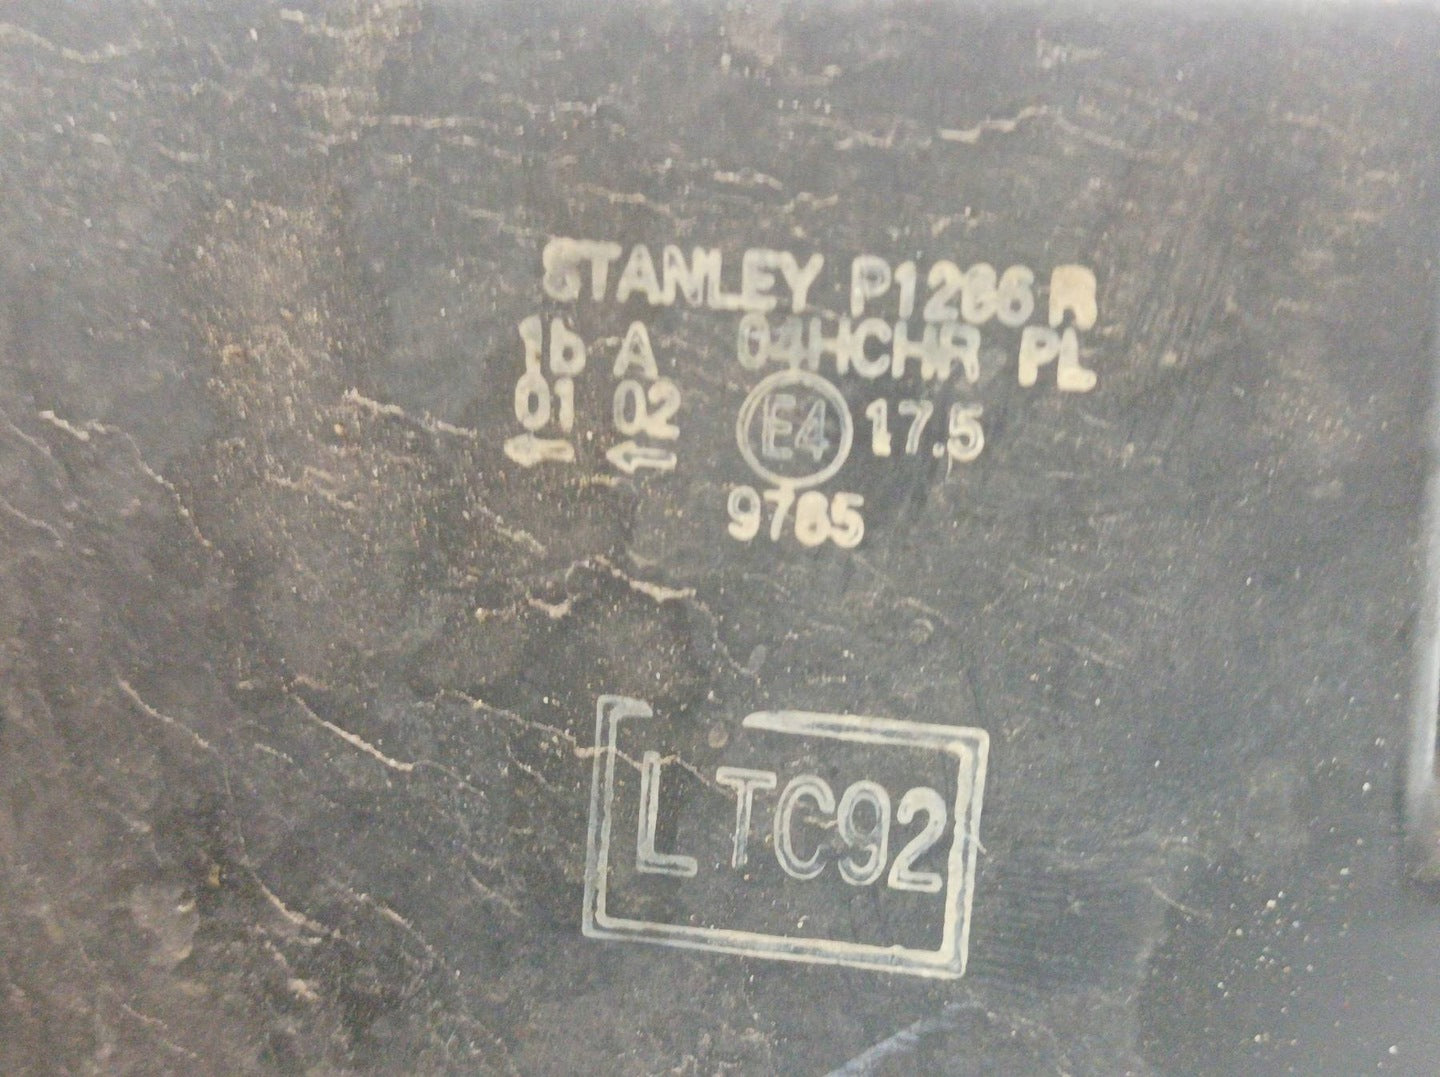 STANLEY P1266 R
1b A 04HCHR PL
01 02 E4 17.5
← ←
9765
LTC92